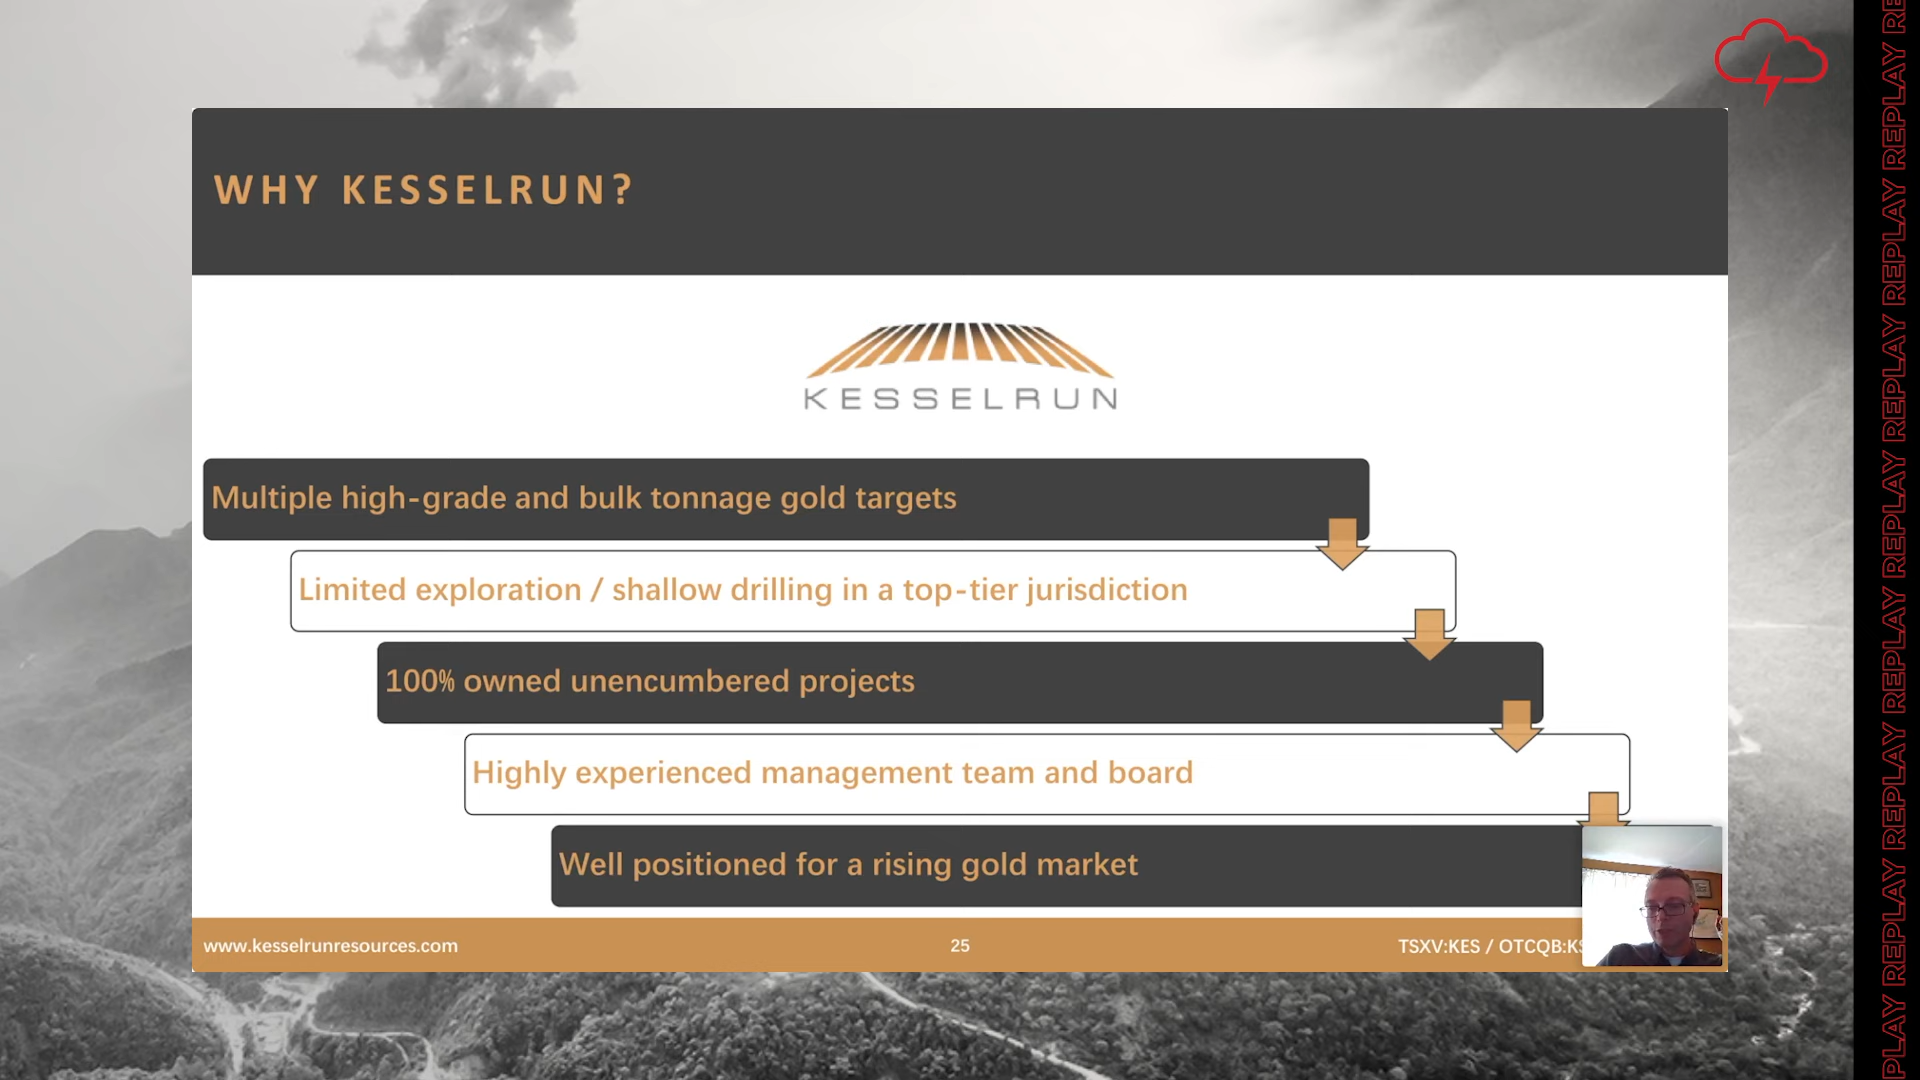 WHY KESSELRUN?
KESSELRUN
Multiple high-grade and bulk tonnage gold targets
Limited exploration / shallow drilling in a top-tier jurisdiction
100% owned unencumbered projects
Highly experienced management team and board
Well positioned for a rising gold market
www.kesselrunresources.com
25
TSXV:KES / OTCQB:KS
REPLAY REPLAY REPLAY REPLAY REPLAY REPLAY REPLAY